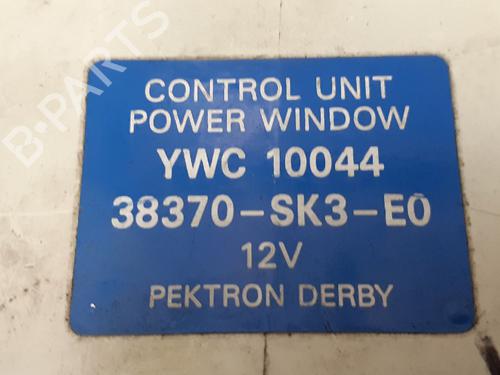 B-PARTS
CONTROL UNIT
POWER WINDOW
YWC 10044
38370-SK3-E0
12V
PEKTRON DERBY